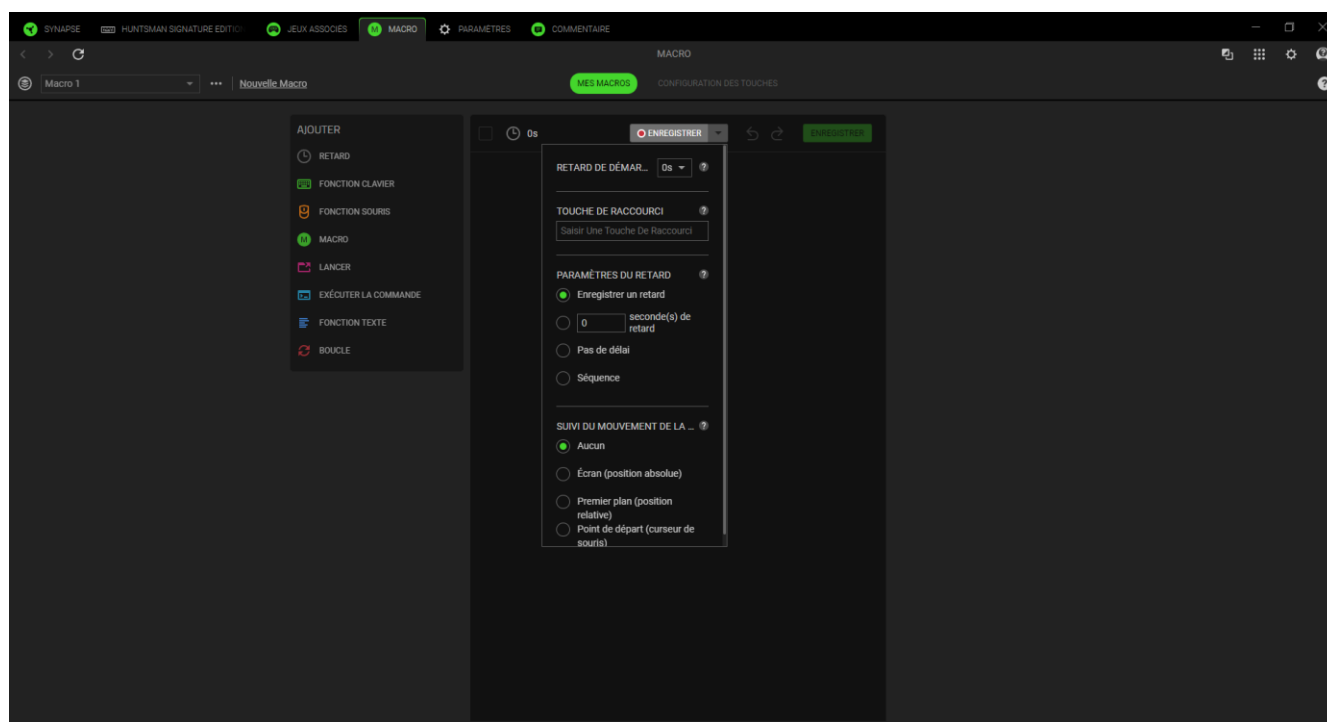 SYNAPSE HUNTSMAN SIGNATURE EDITIO JEUX ASSOCIÉS M MACRO PARAMÈTRES COMMENTAIRE
MACRO
Macro 1 Nouvelle Macro MES MACROS CONFIGURATION DES TOUCHES
AJOUTER
RETARD
FONCTION CLAVIER
FONCTION SOURIS
M MACRO
LANCER
EXÉCUTER LA COMMANDE
FONCTION TEXTE
BOUCLE
0s ENREGISTRER ENREGISTRER
RETARD DE DÉMAR... 0s ?
TOUCHE DE RACCOURCI ?
Saisir Une Touche De Raccourci
PARAMÈTRES DU RETARD ?
Enregistrer un retard
0 seconde(s) de
retard
Pas de délai
Séquence
SUIVI DU MOUVEMENT DE LA ... ?
Aucun
Écran (position absolue)
Premier plan (position
relative)
Point de départ (curseur de
souris)